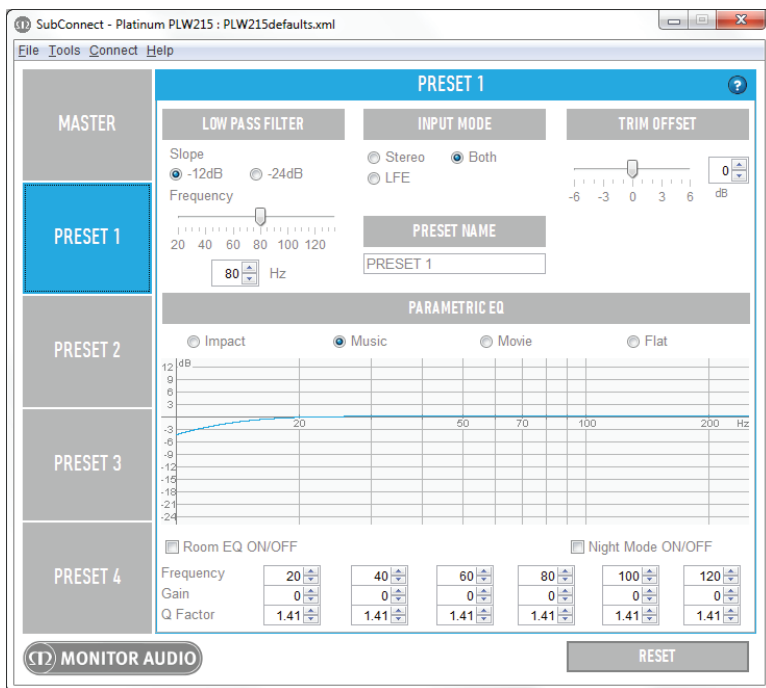 SubConnect - Platinum PLW215 : PLW215defaults.xml
File Tools Connect Help
MASTER
PRESET 1
PRESET 2
PRESET 3
PRESET 4
PRESET 1 ?
LOW PASS FILTER
Slope
-12dB -24dB
Frequency
20 40 60 80 100 120
80 Hz
INPUT MODE
Stereo Both
LFE
PRESET NAME
PRESET 1
TRIM OFFSET
0
-6 -3 0 3 6 dB
PARAMETRIC EQ
Impact Music Movie Flat
12 dB
9
6
3
20 50 70 100 200 Hz
-3
-6
-9
-12
-15
-18
-21
-24
Room EQ ON/OFF Night Mode ON/OFF
Frequency 20 40 60 80 100 120
Gain 0 0 0 0 0 0
Q Factor 1.41 1.41 1.41 1.41 1.41 1.41
MONITOR AUDIO
RESET